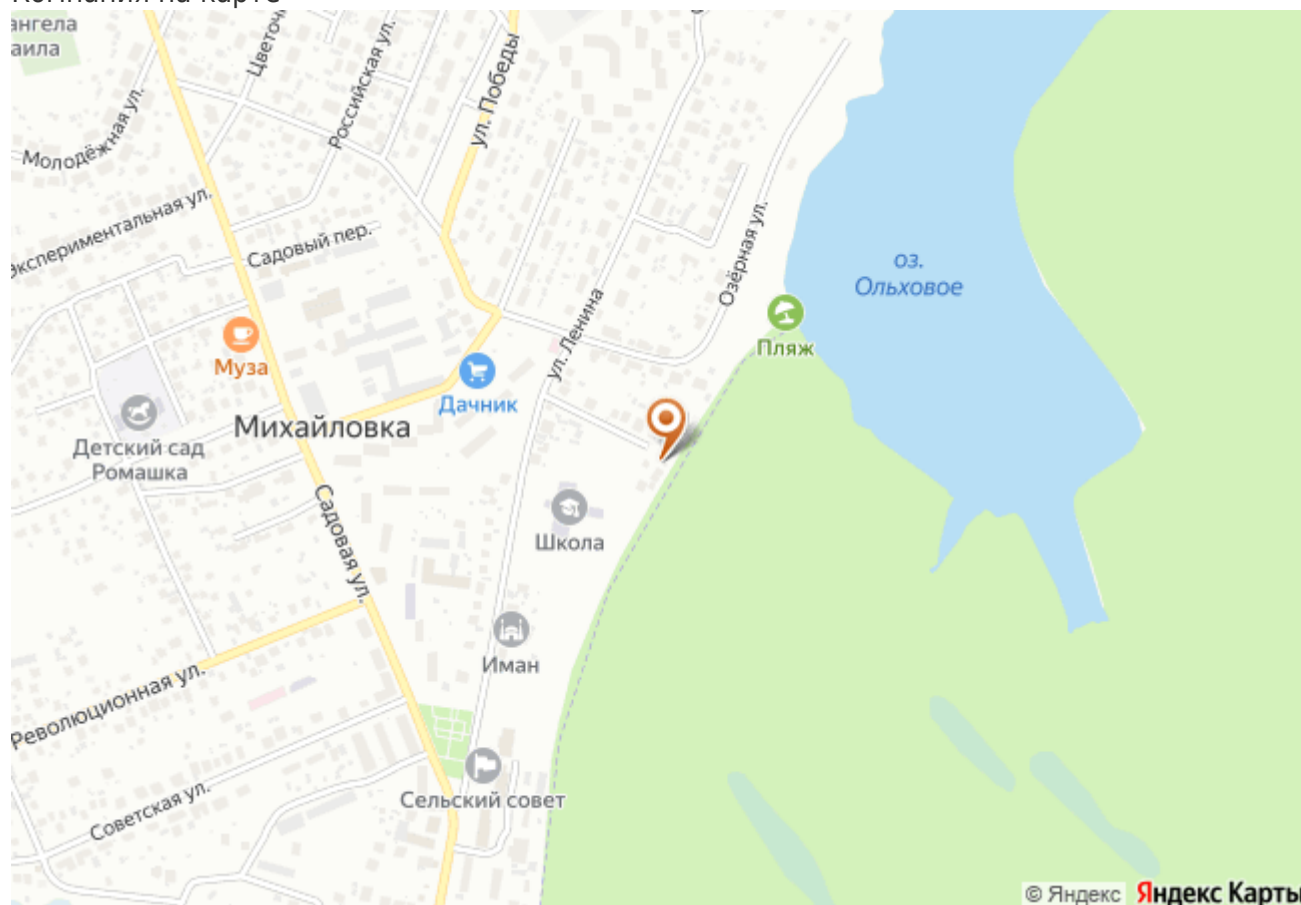 Компания на карте
ангела
аила
Цветоч
Российская ул.
ул. Победы
Молодёжная ул.
Экспериментальная ул.
Садовый пер.
Озёрная ул.
оз.
Ольховое
ул. Ленина
Пляж
Муза
Дачник
Михайловка
Детский сад
Ромашка
Садовая ул.
Школа
Иман
Революционная ул.
Сельский совет
Советская ул.
© Яндекс Яндекс Карты